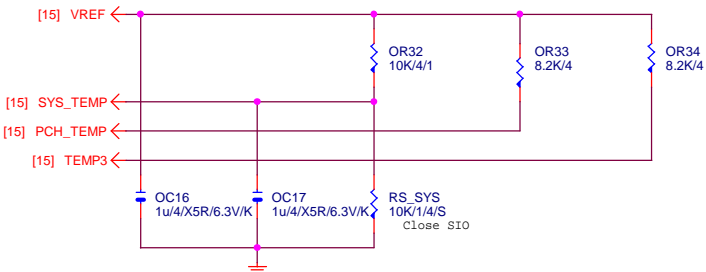 [15] VREF
OR32
10K/4/1
OR33
8.2K/4
OR34
8.2K/4
[15] SYS_TEMP
[15] PCH_TEMP
[15] TEMP3
OC16
1u/4/X5R/6.3V/K
OC17
1u/4/X5R/6.3V/K
RS_SYS
10K/1/4/S
Close SIO